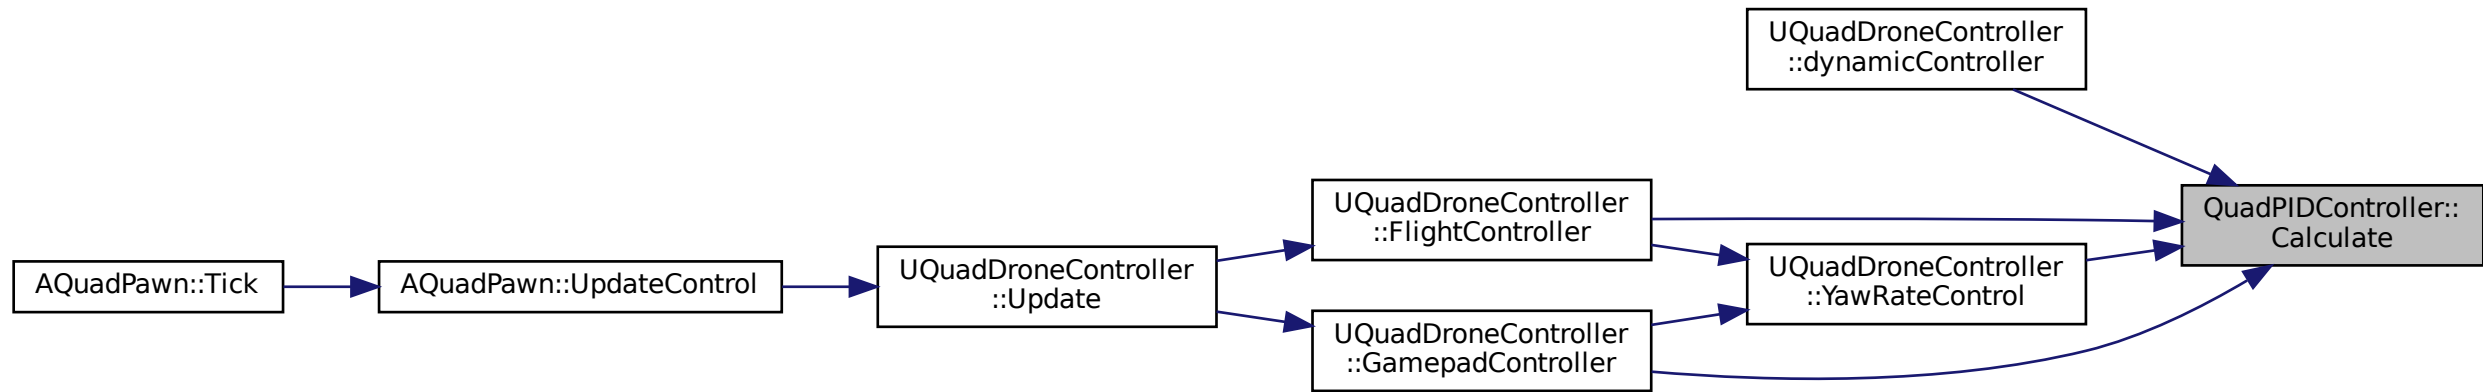 UQuadDroneController
::dynamicController
UQuadDroneController
::FlightController
QuadPIDController::
Calculate
AQuadPawn::Tick
AQuadPawn::UpdateControl
UQuadDroneController
::Update
UQuadDroneController
::YawRateControl
UQuadDroneController
::GamepadController